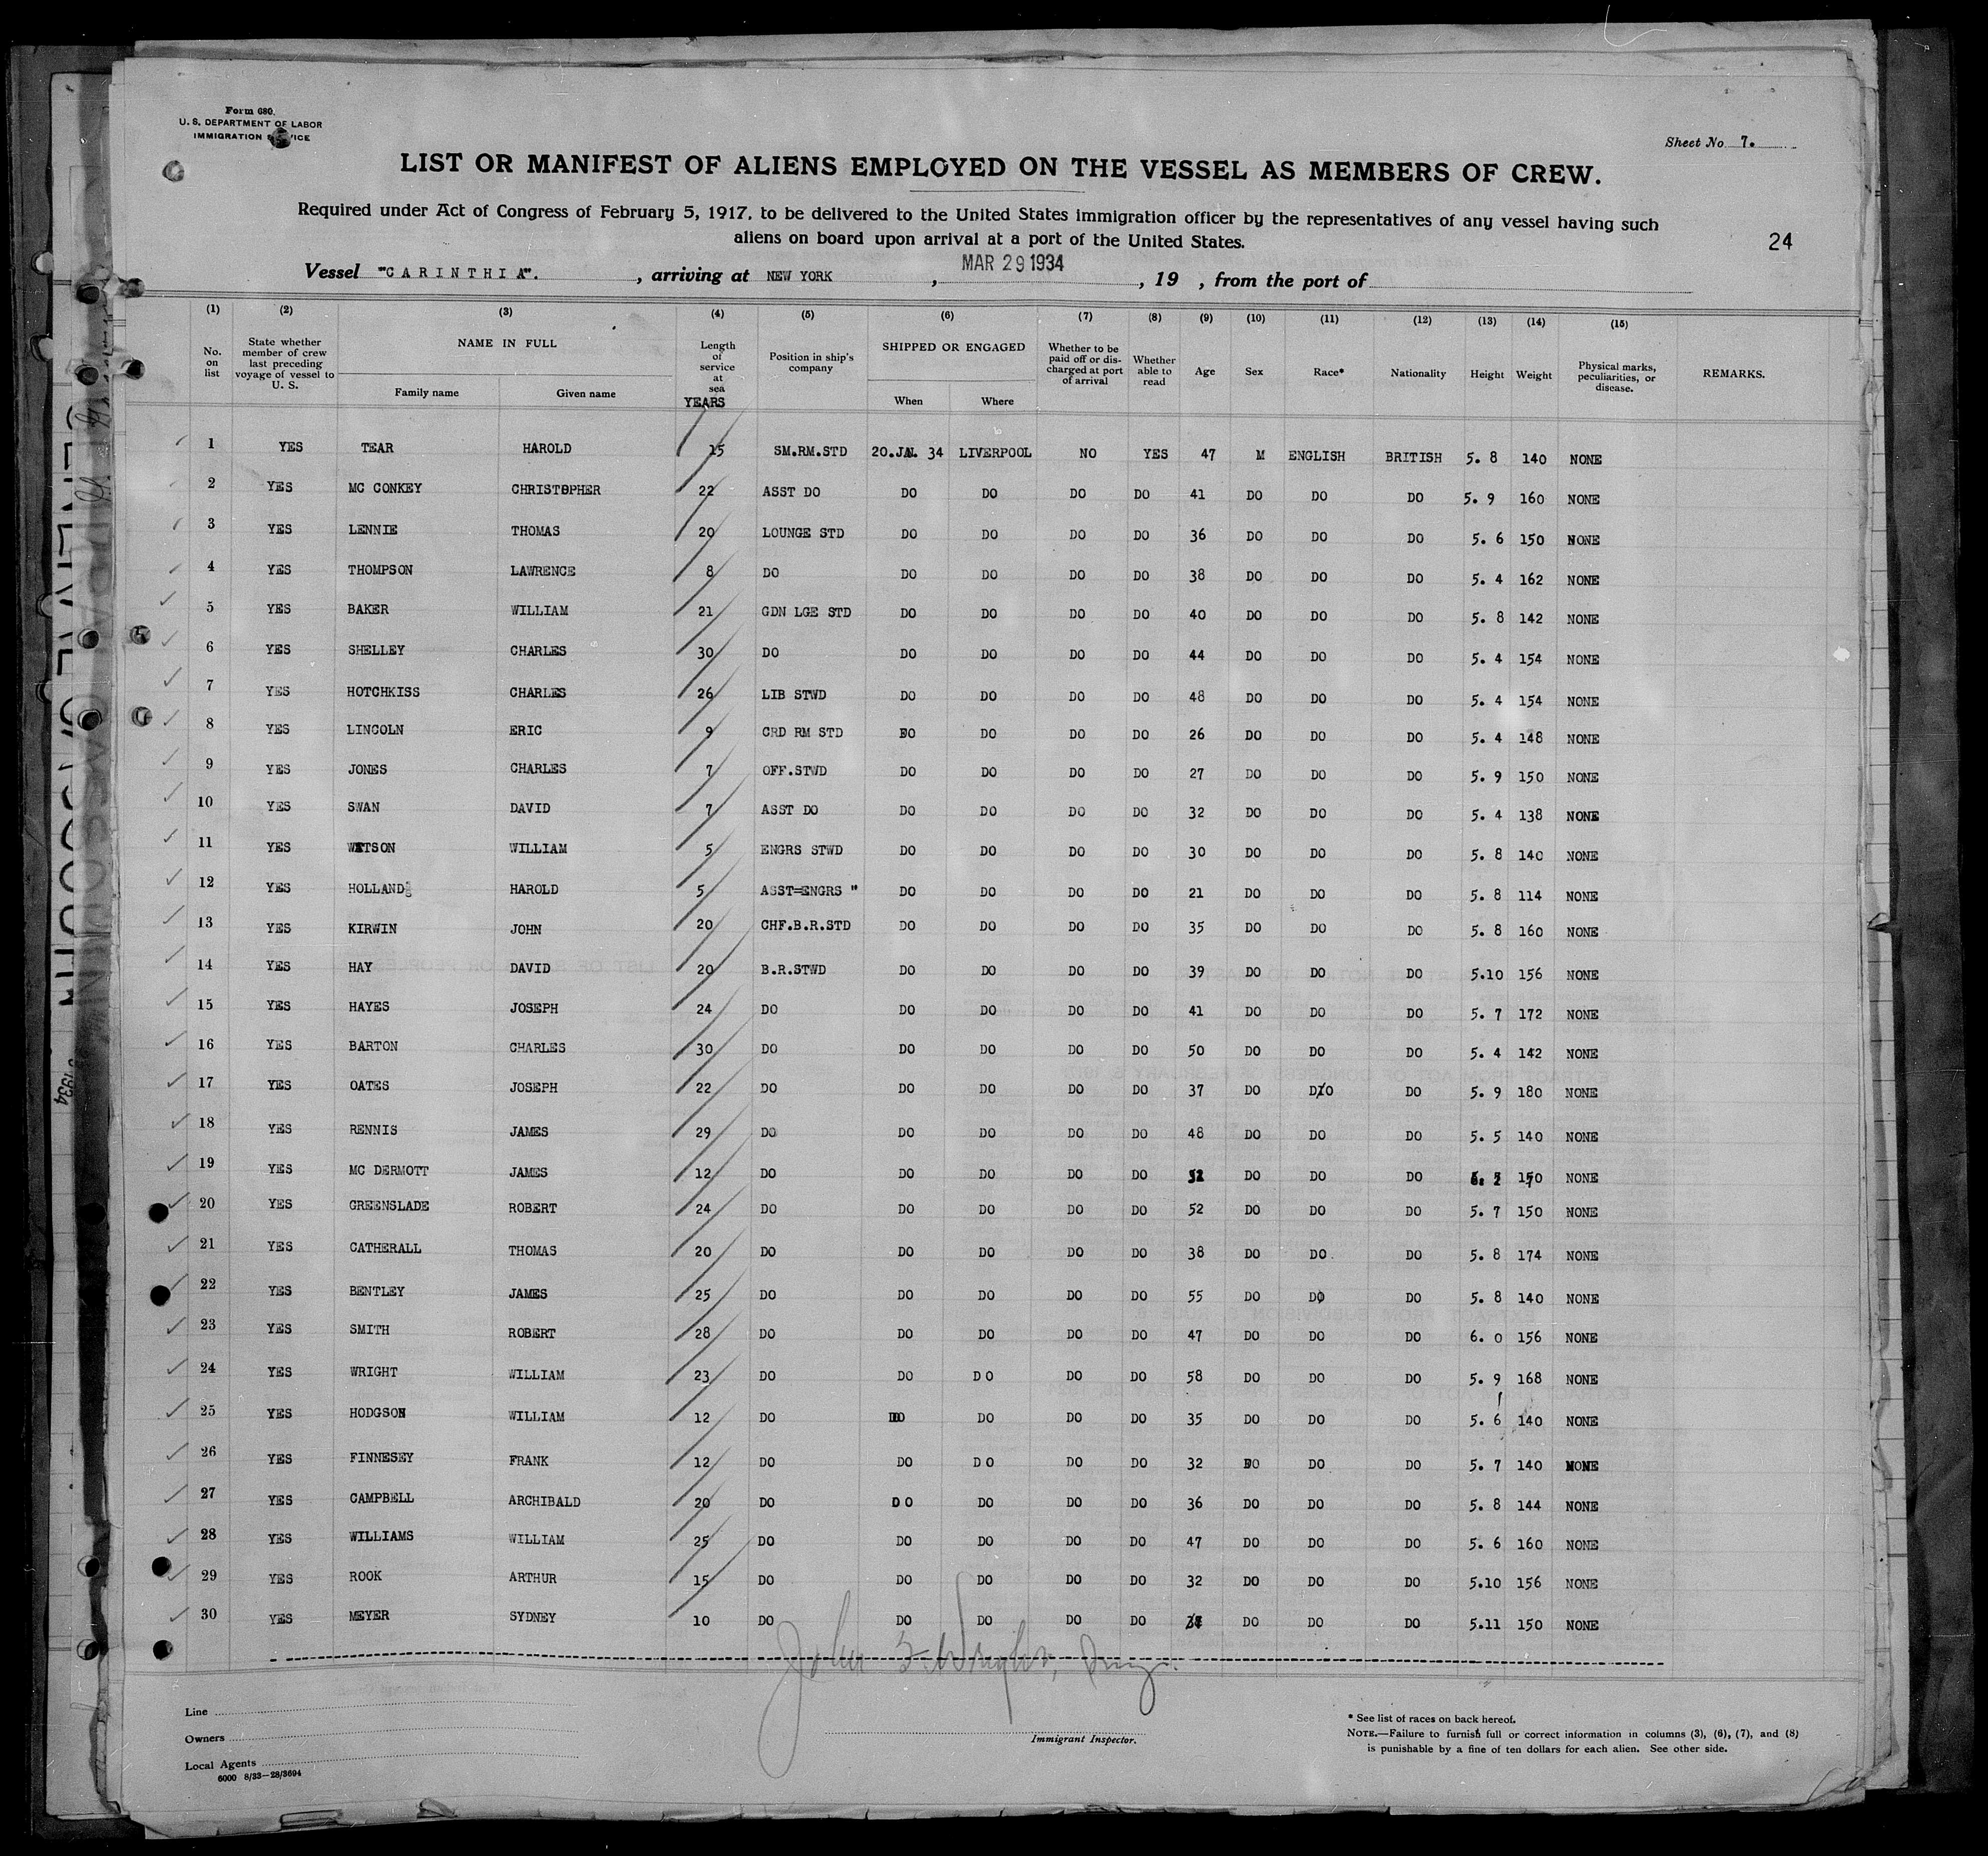 Form 680.
U. S. DEPARTMENT OF LABOR
IMMIGRATION SERVICE
Sheet No. 7.
LIST OR MANIFEST OF ALIENS EMPLOYED ON THE VESSEL AS MEMBERS OF CREW.
Required under Act of Congress of February 5, 1917, to be delivered to the United States immigration officer by the representatives of any vessel having such
aliens on board upon arrival at a port of the United States.
24
Vessel "CARINTHIA". , arriving at NEW YORK , MAR 29 1934 , 19 , from the port of
(1) (2) (3) (4) (5) (6) (7) (8) (9) (10) (11) (12) (13) (14) (15)
No. on list State whether member of crew last preceding voyage of vessel to U. S. NAME IN FULL Family name Given name Length of service at sea YEARS Position in ship's company SHIPPED OR ENGAGED When Where Whether to be paid off or discharged at port of arrival Whether able to read Age Sex Race* Nationality Height Weight Physical marks, peculiarities, or disease. REMARKS.
1 YES TEAR HAROLD 15 SM.RM.STD 20.JAN. 34 LIVERPOOL NO YES 47 M ENGLISH BRITISH 5. 8 140 NONE
2 YES MC CONKEY CHRISTOPHER 22 ASST DO DO DO DO DO 41 DO DO DO 5. 9 160 NONE
3 YES LENNIE THOMAS 20 LOUNGE STD DO DO DO DO 36 DO DO DO 5. 6 150 NONE
4 YES THOMPSON LAWRENCE 8 DO DO DO DO DO 38 DO DO DO 5. 4 162 NONE
5 YES BAKER WILLIAM 21 GDN LGE STD DO DO DO DO 40 DO DO DO 5. 8 142 NONE
6 YES SHELLEY CHARLES 30 DO DO DO DO DO 44 DO DO DO 5. 4 154 NONE
7 YES HOTCHKISS CHARLES 26 LIB STWD DO DO DO DO 48 DO DO DO 5. 4 154 NONE
8 YES LINCOLN ERIC 9 CRD RM STD DO DO DO DO 26 DO DO DO 5. 4 148 NONE
9 YES JONES CHARLES 7 OFF.STWD DO DO DO DO 27 DO DO DO 5. 9 150 NONE
10 YES SWAN DAVID 7 ASST DO DO DO DO DO 32 DO DO DO 5. 4 138 NONE
11 YES WATSON WILLIAM 5 ENGRS STWD DO DO DO DO 30 DO DO DO 5. 8 140 NONE
12 YES HOLLAND HAROLD 5 ASST=ENGRS " DO DO DO DO 21 DO DO DO 5. 8 114 NONE
13 YES KIRWIN JOHN 20 CHF.B.R.STD DO DO DO DO 35 DO DO DO 5. 8 160 NONE
14 YES HAY DAVID 20 B.R.STWD DO DO DO DO 39 DO DO DO 5.10 156 NONE
15 YES HAYES JOSEPH 24 DO DO DO DO DO 41 DO DO DO 5. 7 172 NONE
16 YES BARTON CHARLES 30 DO DO DO DO DO 50 DO DO DO 5. 4 142 NONE
17 YES OATES JOSEPH 22 DO DO DO DO DO 37 DO DO DO 5. 9 180 NONE
18 YES RENNIS JAMES 29 DO DO DO DO DO 48 DO DO DO 5. 5 140 NONE
19 YES MC DERMOTT JAMES 12 DO DO DO DO DO DO DO DO NONE
20 YES GREENSLADE ROBERT 24 DO DO DO DO DO 52 DO DO DO 5. 7 150 NONE
21 YES CATHERALL THOMAS 20 DO DO DO DO DO 38 DO DO DO 5. 8 174 NONE
22 YES BENTLEY JAMES 25 DO DO DO DO DO 55 DO DO DO 5. 8 140 NONE
23 YES SMITH ROBERT 28 DO DO DO DO DO 47 DO DO DO 6. 0 156 NONE
24 YES WRIGHT WILLIAM 23 DO DO D O DO DO 58 DO DO DO 5. 9 168 NONE
25 YES HODGSON WILLIAM 12 DO DO DO DO DO 35 DO DO DO 5. 6 140 NONE
26 YES FINNESEY FRANK 12 DO DO D O DO DO 32 DO DO DO 5. 7 140 NONE
27 YES CAMPBELL ARCHIBALD 20 DO D O DO DO DO 36 DO DO DO 5. 8 144 NONE
28 YES WILLIAMS WILLIAM 25 DO DO DO DO DO 47 DO DO DO 5. 6 160 NONE
29 YES ROOK ARTHUR 15 DO DO DO DO DO 32 DO DO DO 5.10 156 NONE
30 YES MEYER SYDNEY 10 DO DO DO DO DO DO DO DO 5.11 150 NONE
Line
Owners
Local Agents
6000 8/33—28/3694
Immigrant Inspector.
* See list of races on back hereof.
NOTE.—Failure to furnish full or correct information in columns (3), (6), (7), and (8)
is punishable by a fine of ten dollars for each alien. See other side.